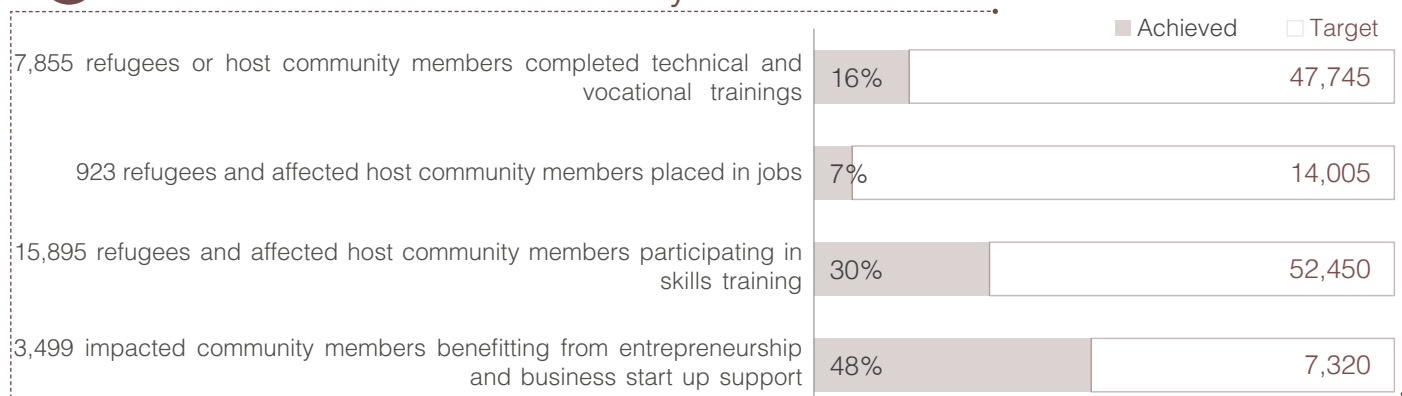 Achieved Target
7,855 refugees or host community members completed technical and
vocational trainings
16% 47,745
923 refugees and affected host community members placed in jobs
7% 14,005
15,895 refugees and affected host community members participating in
skills training
30% 52,450
3,499 impacted community members benefitting from entrepreneurship
and business start up support
48% 7,320